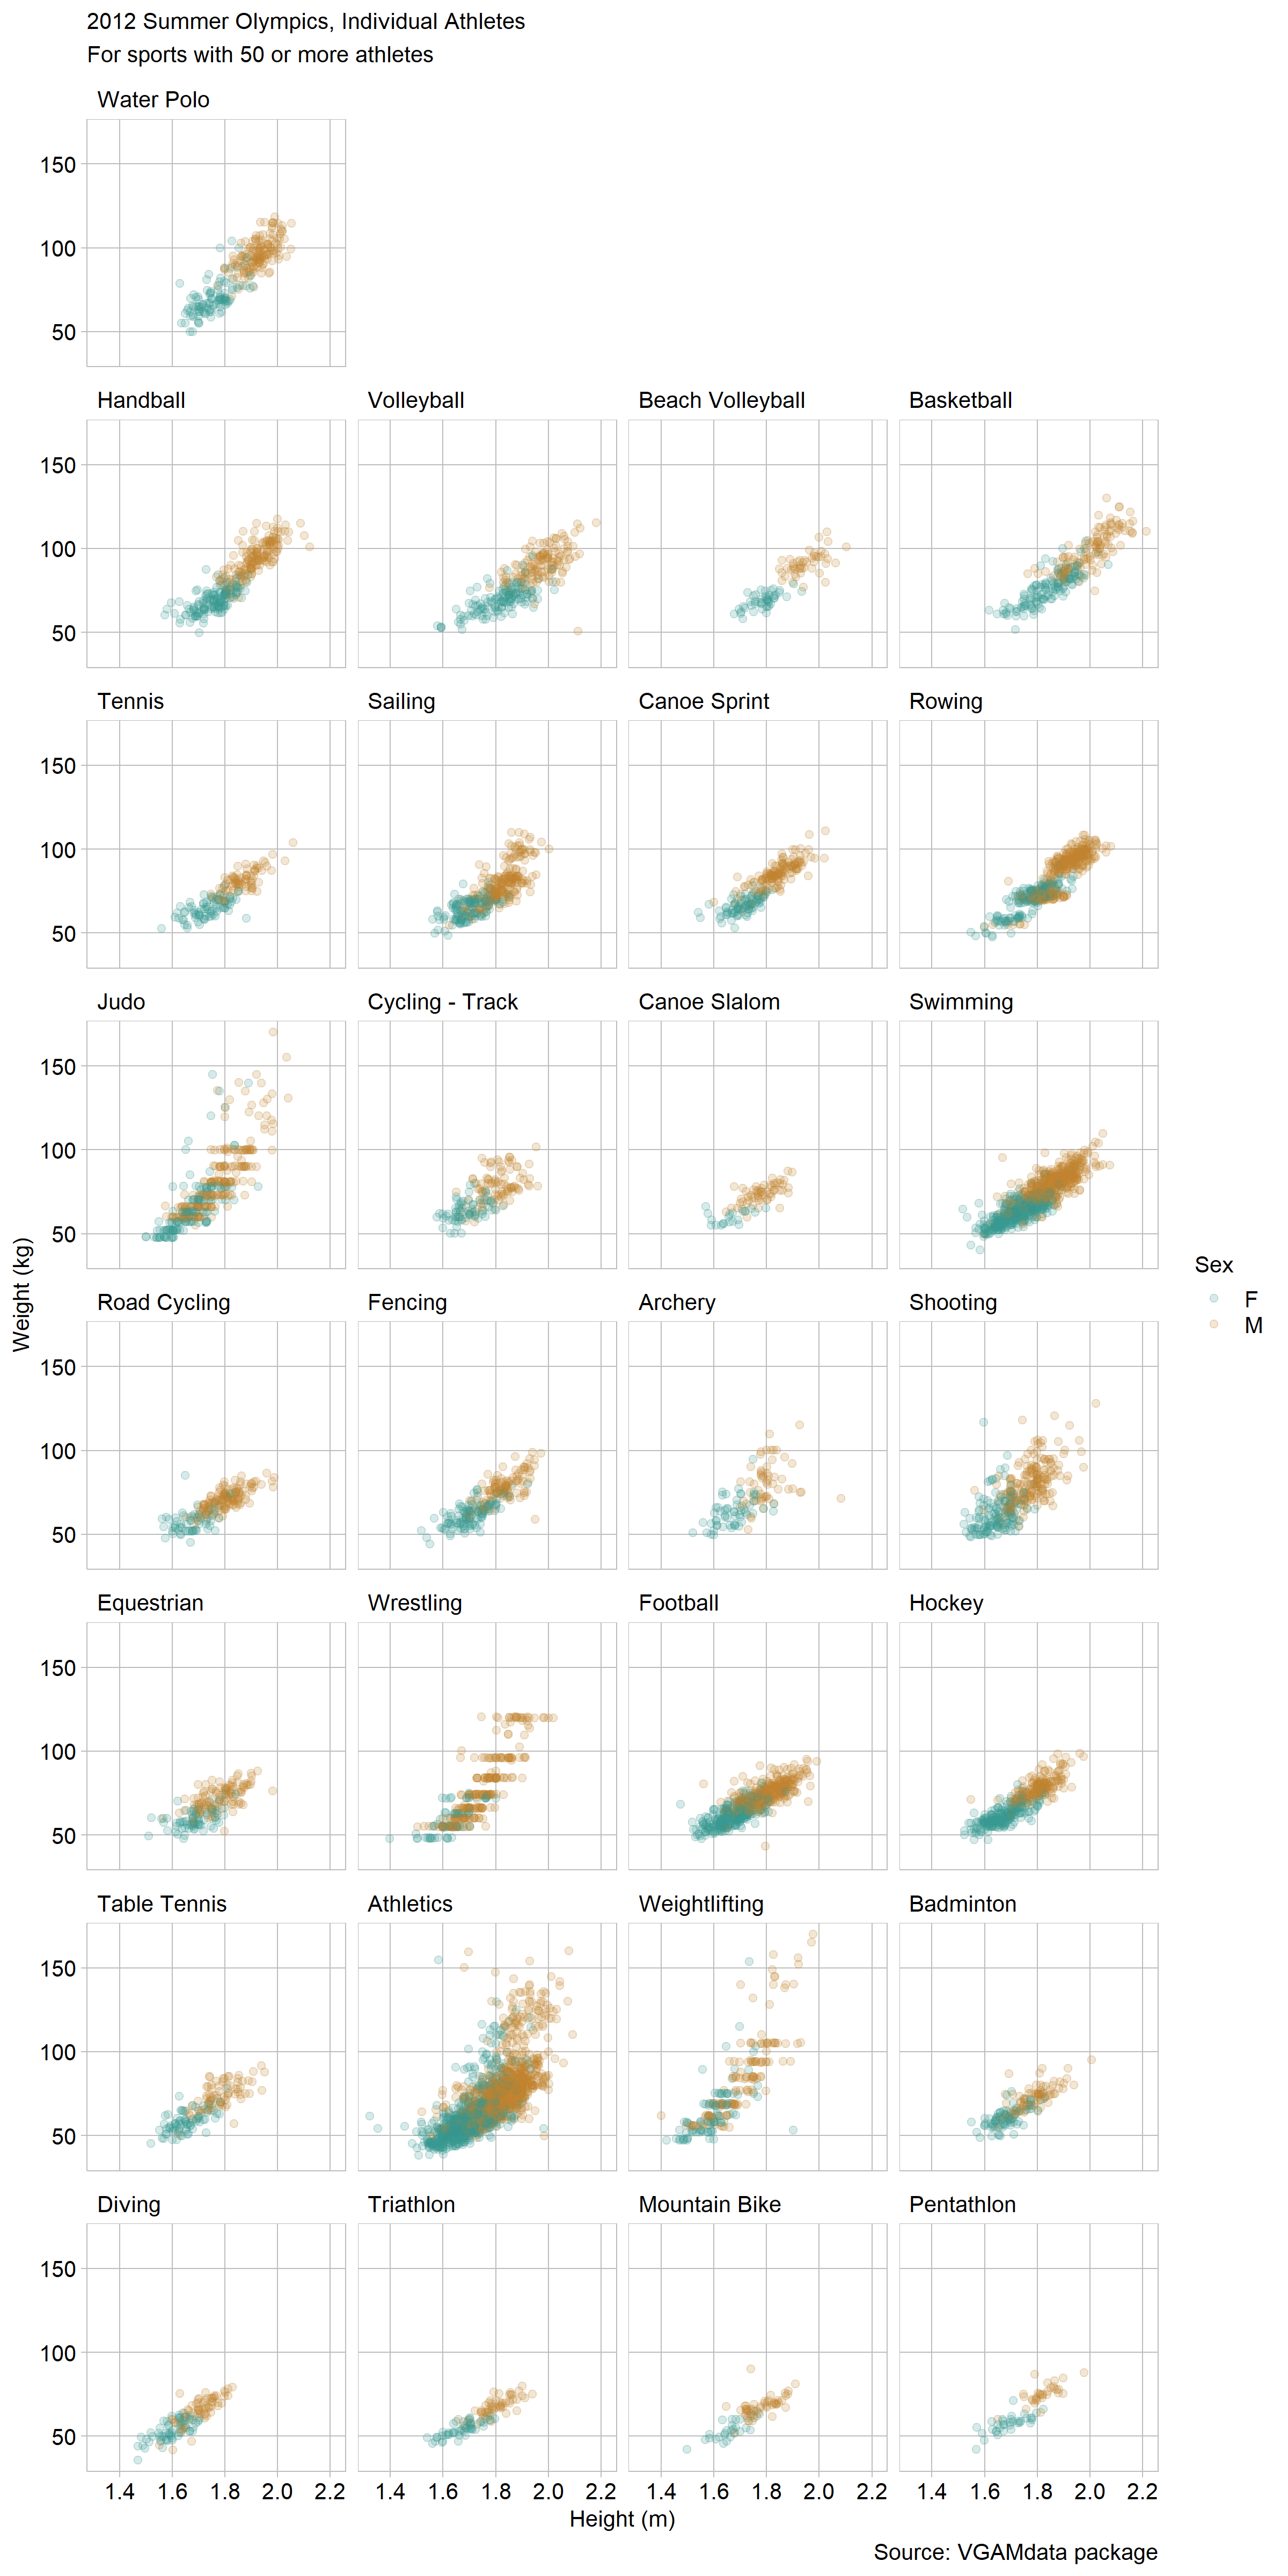 2012 Summer Olympics, Individual Athletes
For sports with 50 or more athletes
Water Polo
150
100
50
Handball Volleyball Beach Volleyball Basketball
150
100
50
Tennis Sailing Canoe Sprint Rowing
150
100
50
Judo Cycling - Track Canoe Slalom Swimming
150
100
50
Weight (kg)
Sex
F
M
Road Cycling Fencing Archery Shooting
150
100
50
Equestrian Wrestling Football Hockey
150
100
50
Table Tennis Athletics Weightlifting Badminton
150
100
50
Diving Triathlon Mountain Bike Pentathlon
150
100
50
1.4 1.6 1.8 2.0 2.2 1.4 1.6 1.8 2.0 2.2 1.4 1.6 1.8 2.0 2.2 1.4 1.6 1.8 2.0 2.2
Height (m)
Source: VGAMdata package